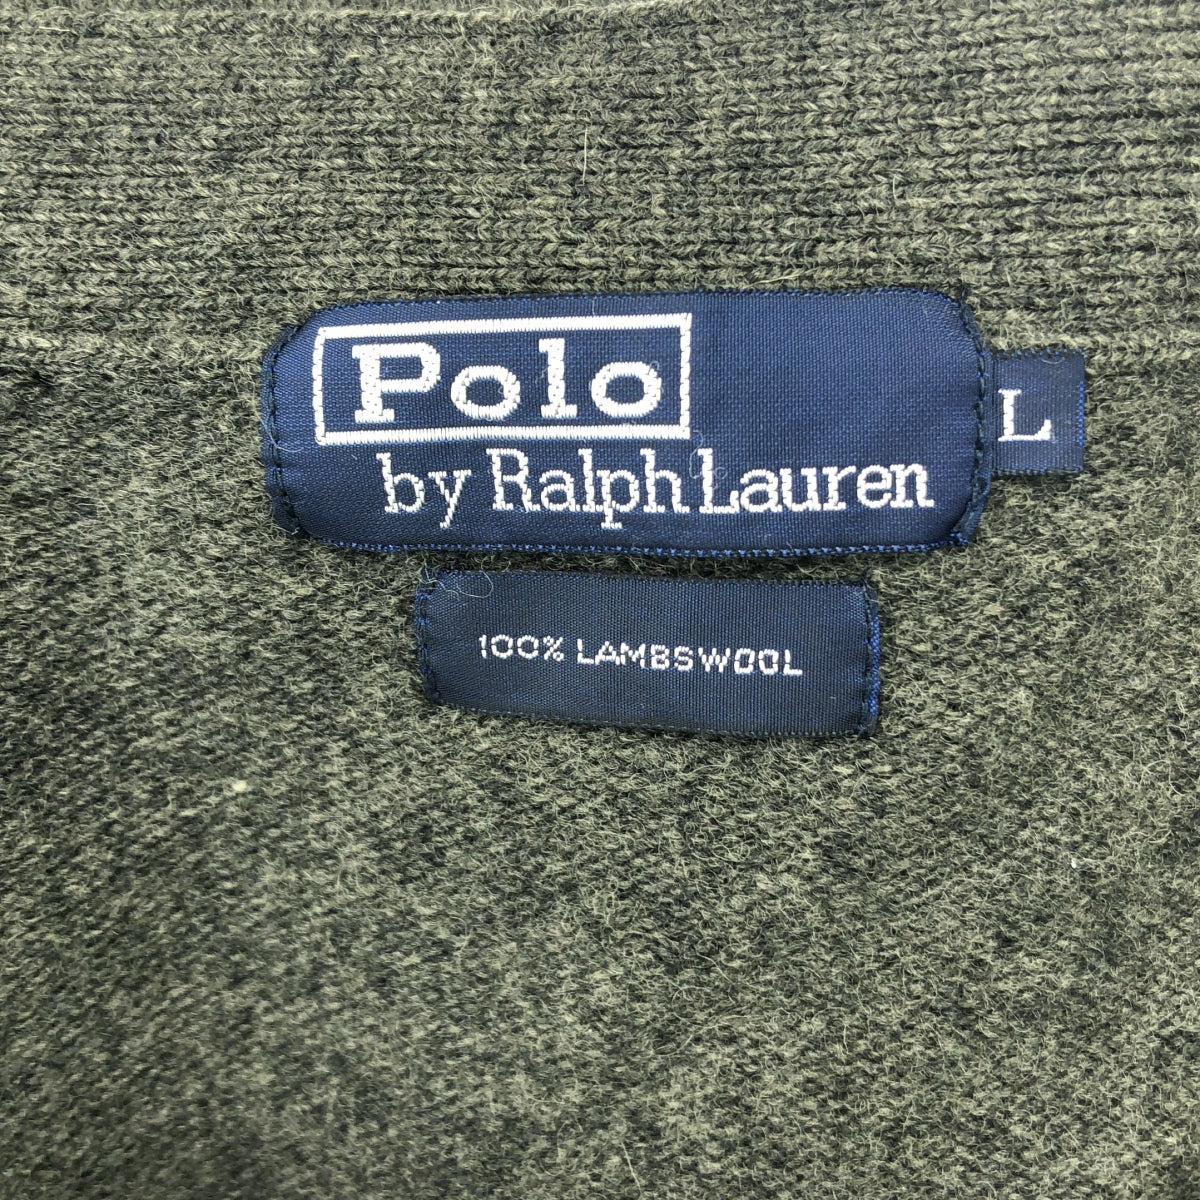 Polo
by Ralph Lauren
L
100% LAMBSWOOL